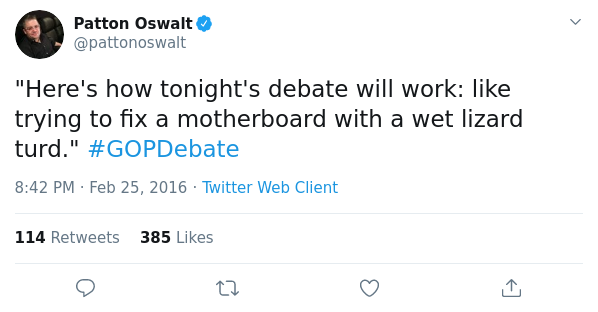 Patton Oswalt
@pattonoswalt
"Here's how tonight's debate will work: like
trying to fix a motherboard with a wet lizard
turd." #GOPDebate
8:42 PM · Feb 25, 2016 · Twitter Web Client
114 Retweets 385 Likes